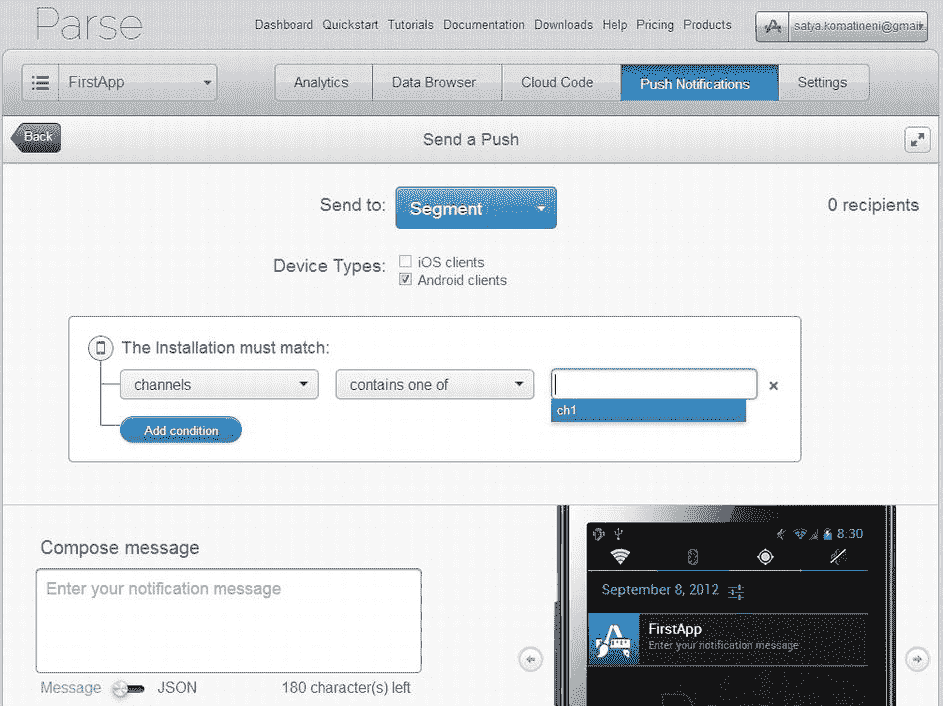 Parse
Dashboard Quickstart Tutorials Documentation Downloads Help Pricing Products
satya.komatineni@gmail.
FirstApp
Analytics Data Browser Cloud Code Push Notifications Settings
Back
Send a Push
Send to: Segment
0 recipients
Device Types: iOS clients
Android clients
The Installation must match:
channels contains one of
ch1
Add condition
Compose message
Enter your notification message
Message JSON 180 character(s) left
8:30
September 8, 2012
FirstApp
Enter your notification message